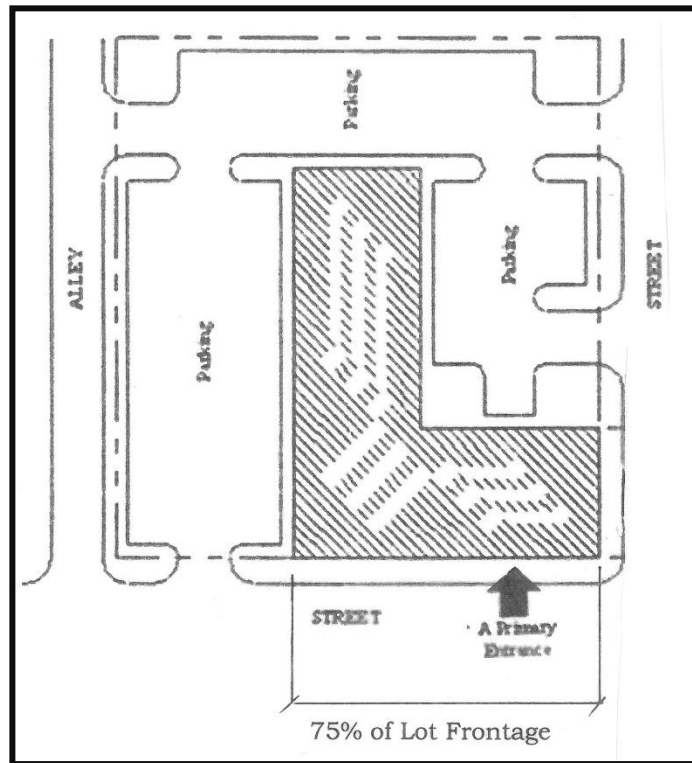 Parking
ALLEY
Parking
Parking
STREET
STREET
A Primary
Entrance
75% of Lot Frontage